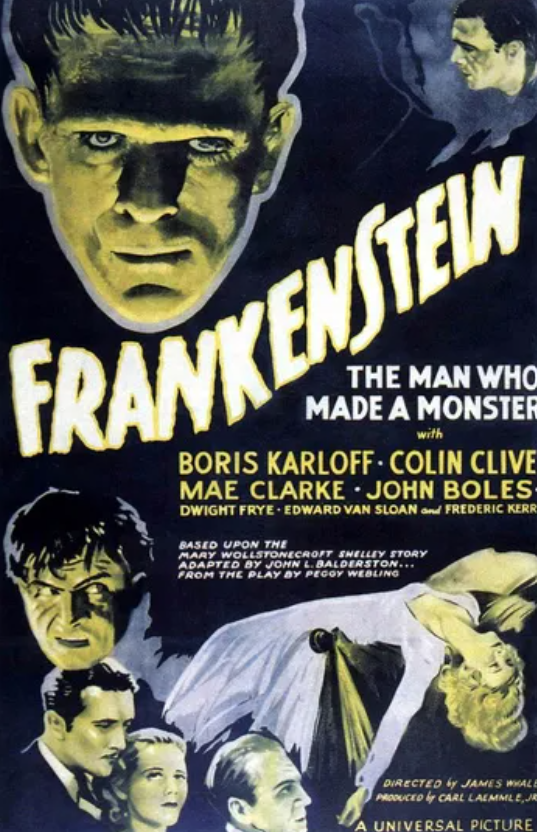 FRANKENSTEIN
THE MAN WHO
MADE A MONSTER
with
BORIS KARLOFF · COLIN CLIVE
MAE CLARKE · JOHN BOLES ·
DWIGHT FRYE · EDWARD VAN SLOAN and FREDERIC KERR
BASED UPON THE
MARY WOLLSTONECROFT SHELLEY STORY
ADAPTED BY JOHN L. BALDERSTON...
FROM THE PLAY BY PEGGY WEBLING
DIRECTED by JAMES WHALE
PRODUCED by CARL LAEMMLE, JR
A UNIVERSAL PICTURE